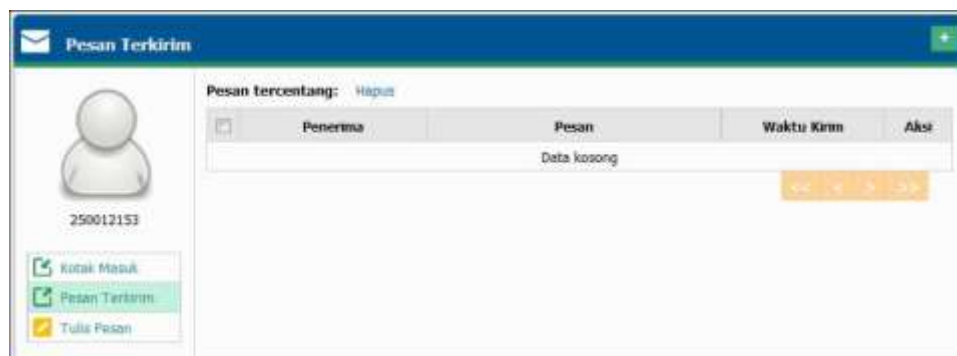 Pesan Terkirim
+
Pesan tercentang: Hapus
Penerima Pesan Waktu Kirim Aksi
Data kosong
<< < > >>
250012153
Kotak Masuk
Pesan Terkirim
Tulis Pesan